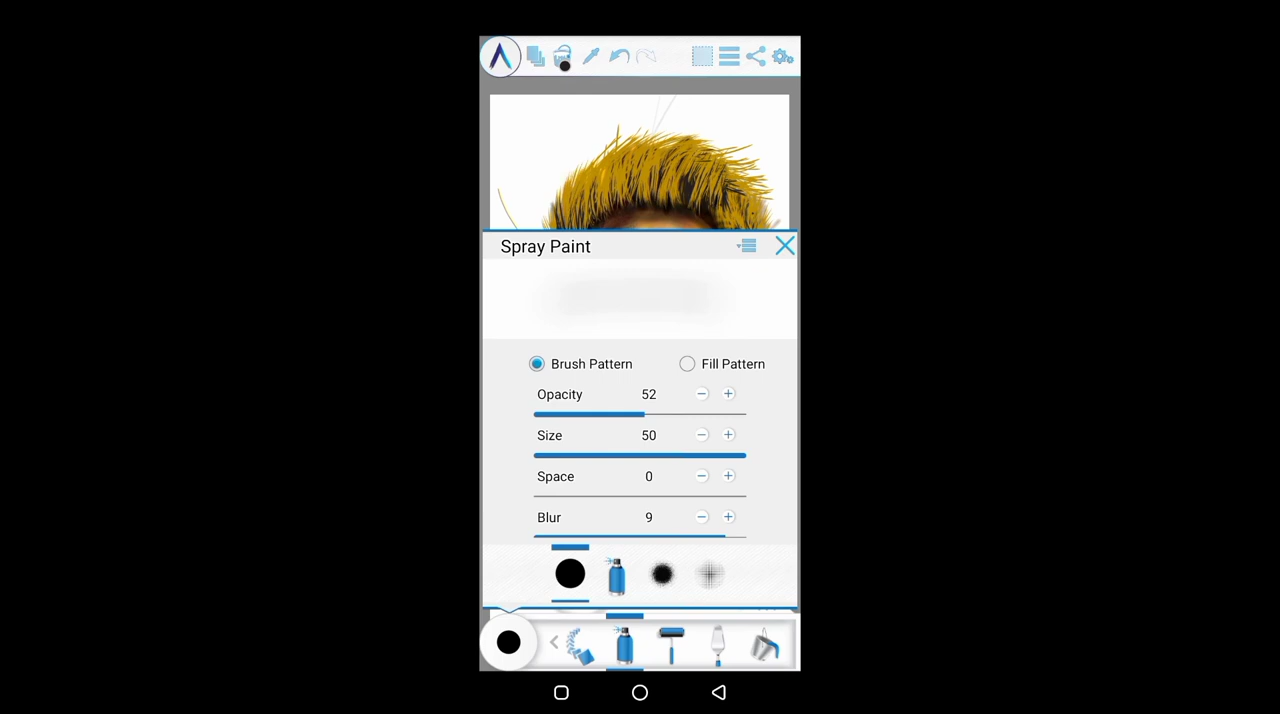 Spray Paint
Brush Pattern Fill Pattern
Opacity 52
Size 50
Space 0
Blur 9